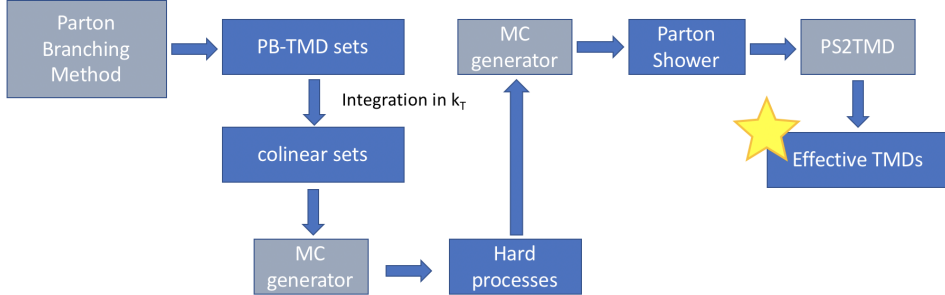 Parton
Branching
Method
PB-TMD sets
Integration in kT
colinear sets
MC
generator
Hard
processes
MC
generator
Parton
Shower
PS2TMD
Effective TMDs